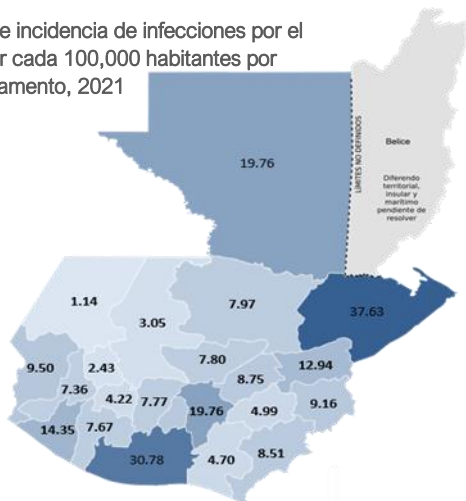 e incidencia de infecciones por el
r cada 100,000 habitantes por
amento, 2021
LÍMITES NO DEFINIDOS
Belice
Diferendo
territorial,
insular y
marítimo
pendiente de
resolver
19.76
37.63
1.14
3.05
7.97
9.50
2.43
7.80
12.94
7.36
4.22
7.77
8.75
19.76
4.99
9.16
14.35
7.67
30.78
4.70
8.51